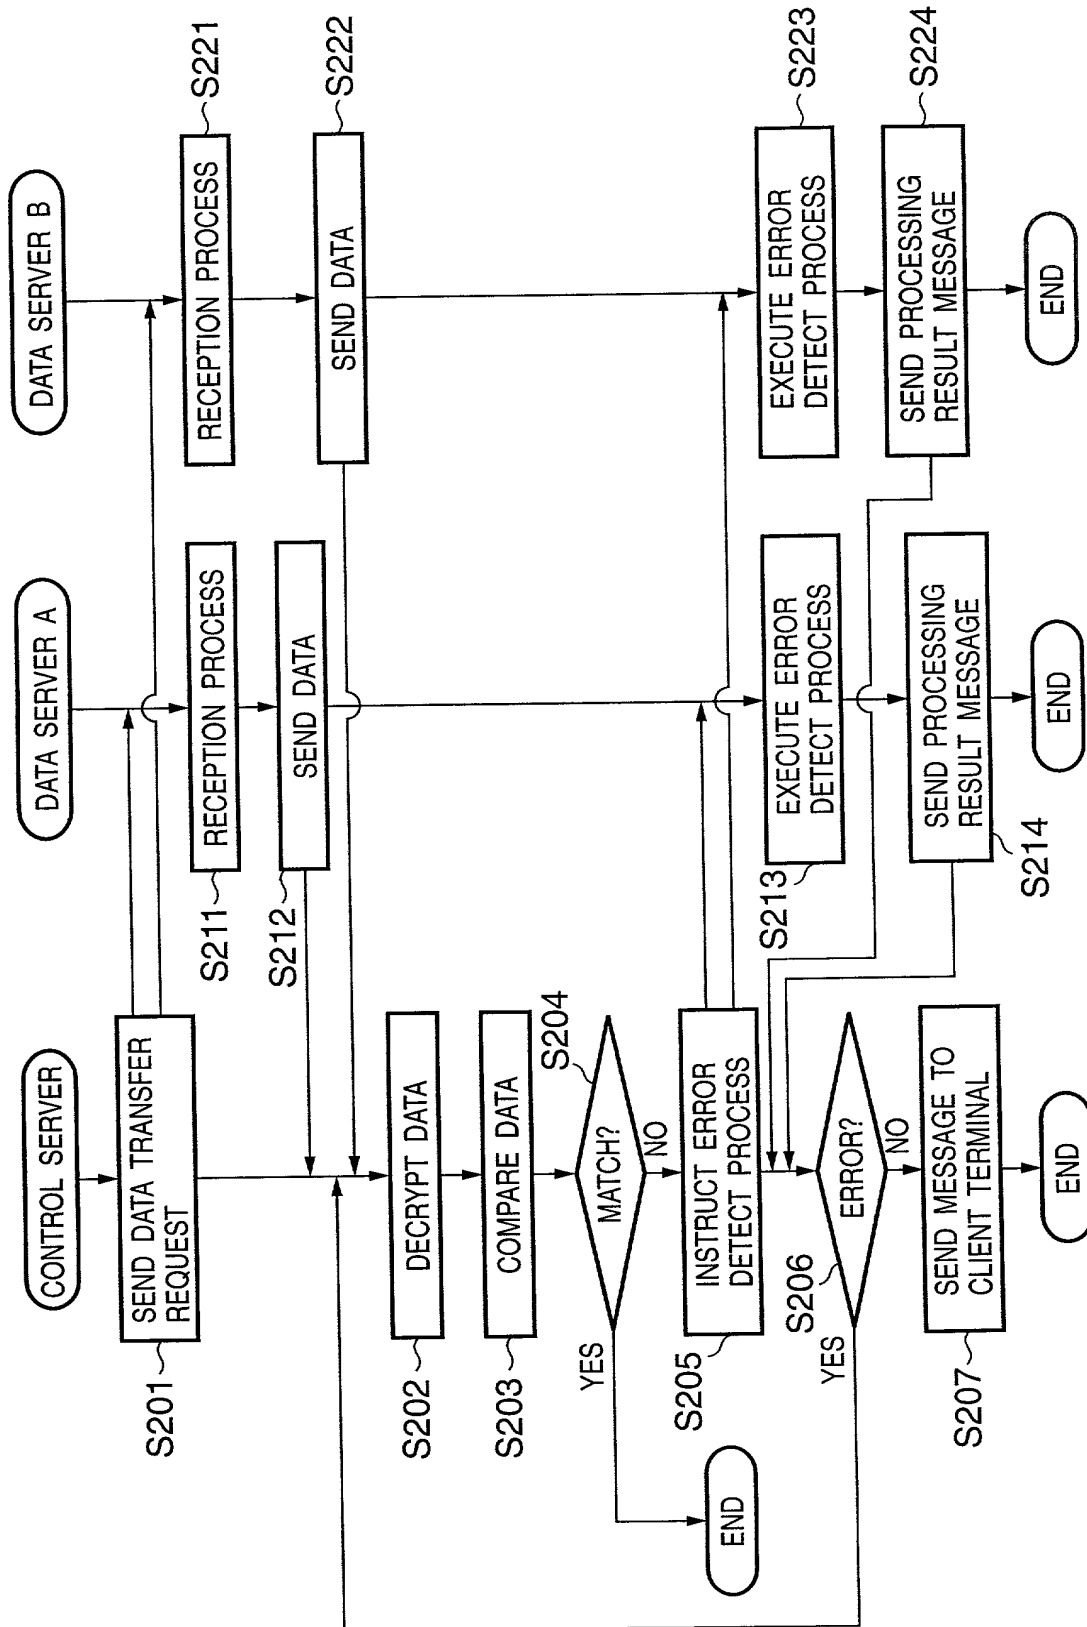 CONTROL SERVER
SEND DATA TRANSFER
REQUEST
S201
DECRYPT DATA
S202
COMPARE DATA
S203
MATCH?
S204
YES
NO
END
INSTRUCT ERROR
DETECT PROCESS
S205
ERROR?
S206
YES
NO
SEND MESSAGE TO
CLIENT TERMINAL
S207
END
DATA SERVER A
RECEPTION PROCESS
S211
SEND DATA
S212
EXECUTE ERROR
DETECT PROCESS
S213
SEND PROCESSING
RESULT MESSAGE
S214
END
DATA SERVER B
RECEPTION PROCESS
S221
SEND DATA
S222
EXECUTE ERROR
DETECT PROCESS
S223
SEND PROCESSING
RESULT MESSAGE
S224
END